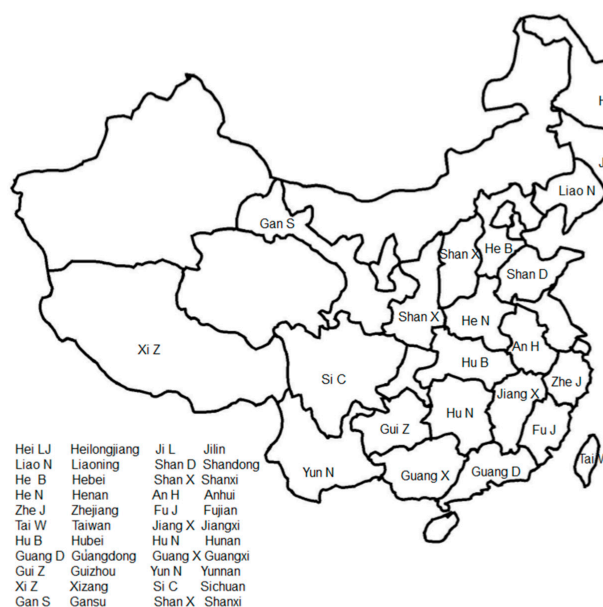 H
J
Liao N
Gan S
Shan X
He B
Shan D
Shan X
He N
An H
Xi Z
Hu B
Si C
Zhe J
Jiang X
Hu N
Gui Z
Fu J
Tai W
Yun N
Guang X
Guang D
Hei LJ Heilongjiang Ji L Jilin
Liao N Liaoning Shan D Shandong
He B Hebei Shan X Shanxi
He N Henan An H Anhui
Zhe J Zhejiang Fu J Fujian
Tai W Taiwan Jiang X Jiangxi
Hu B Hubei Hu N Hunan
Guang D Guangdong Guang X Guangxi
Gui Z Guizhou Yun N Yunnan
Xi Z Xizang Si C Sichuan
Gan S Gansu Shan X Shanxi